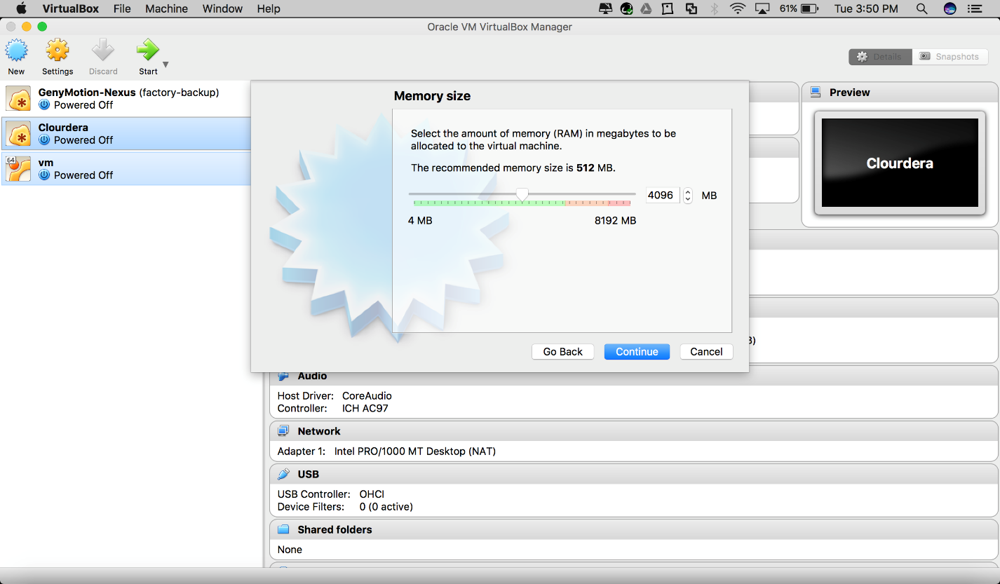 VirtualBox File Machine Window Help 61% Tue 3:50 PM
Oracle VM VirtualBox Manager
New Settings Discard Start Details Snapshots
GenyMotion-Nexus (factory-backup)
Powered Off
Clourdera
Powered Off
64
vm
Powered Off
Memory size
Select the amount of memory (RAM) in megabytes to be
allocated to the virtual machine.
The recommended memory size is 512 MB.
4096 MB
4 MB 8192 MB
Go Back Continue Cancel
Preview
Clourdera
Audio
Host Driver: CoreAudio
Controller: ICH AC97
Network
Adapter 1: Intel PRO/1000 MT Desktop (NAT)
USB
USB Controller: OHCI
Device Filters: 0 (0 active)
Shared folders
None